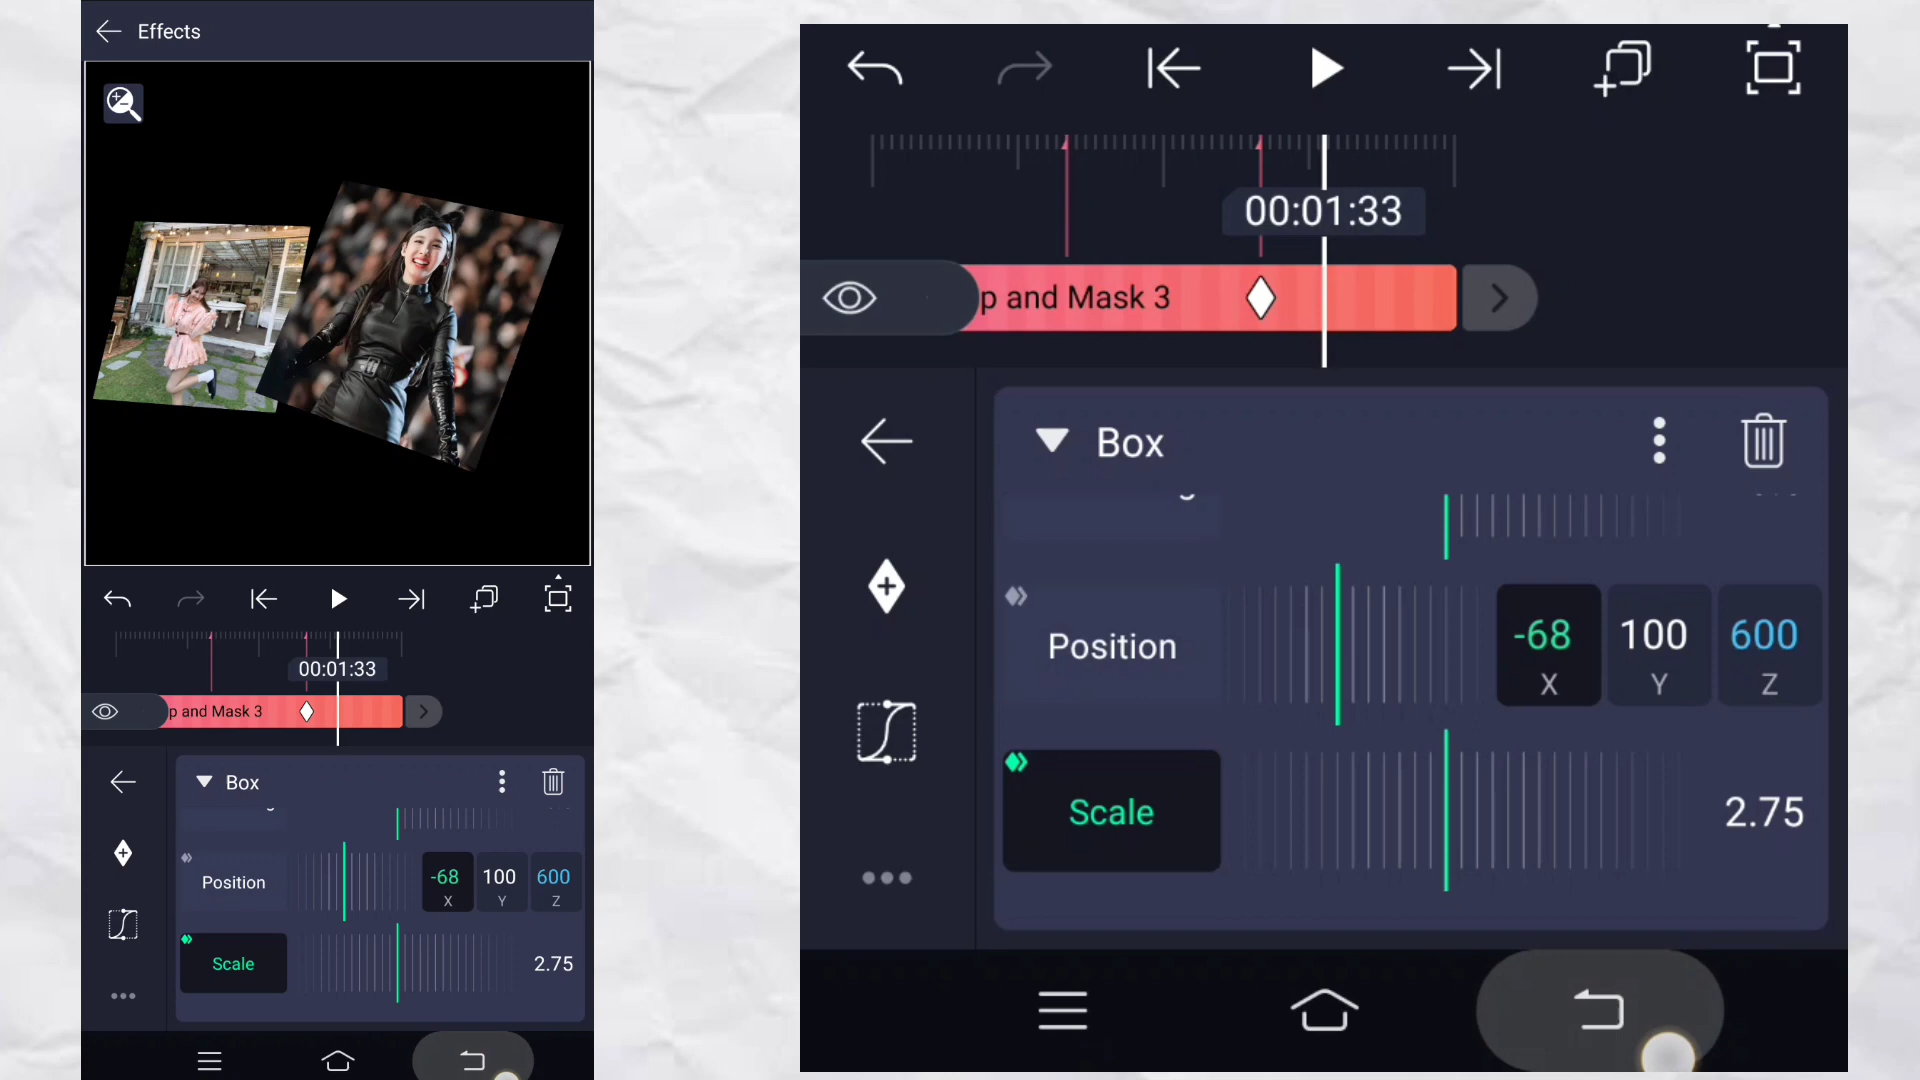 Effects
00:01:33
p and Mask 3
Box
Position
-68 100 600
X Y Z
Scale 2.75
00:01:33
p and Mask 3
Box
Position
-68 100 600
X Y Z
Scale 2.75